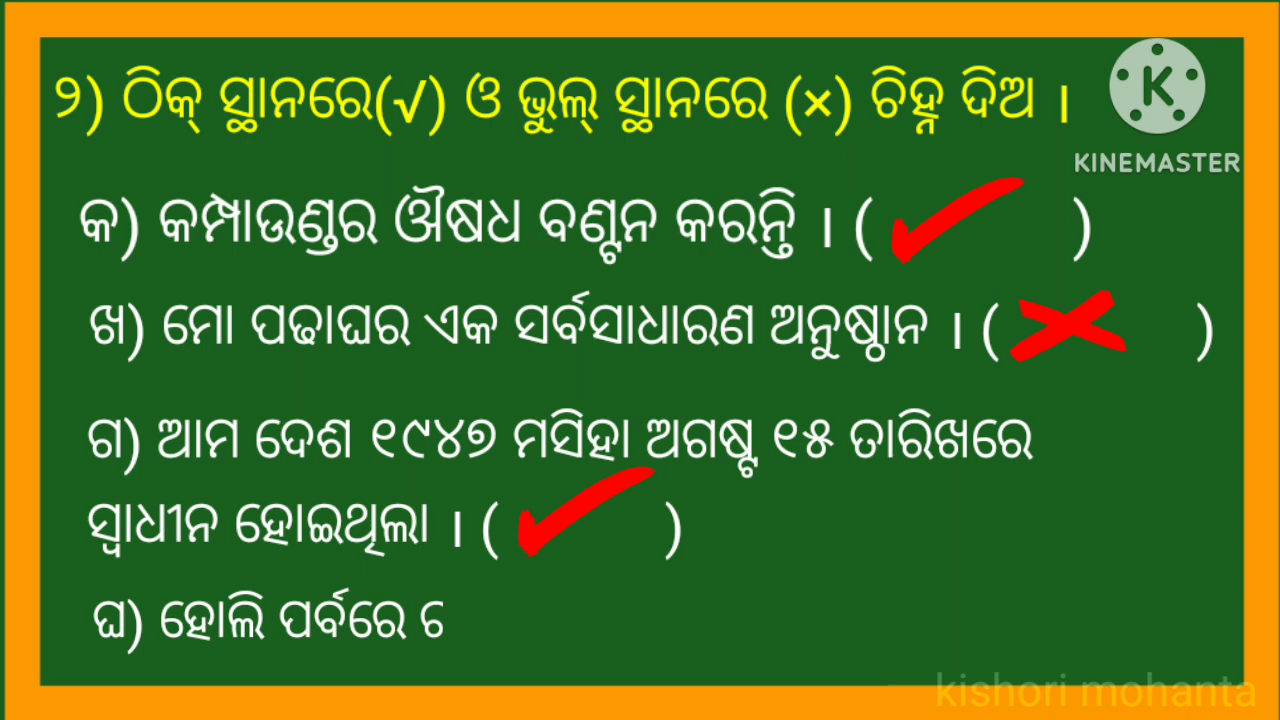 ୨) ଠିକ୍ ସ୍ଥାନରେ(√) ଓ ଭୁଲ୍ ସ୍ଥାନରେ (×) ଚିହ୍ନ ଦିଅ ।
KINEMASTER
କ) କମ୍ପାଉଣ୍ଡର ଔଷଧ ବଣ୍ଟନ କରନ୍ତି । ( ✓ )
ଖ) ମୋ ପଢାଘର ଏକ ସର୍ବସାଧାରଣ ଅନୁଷ୍ଠାନ । ( ✗ )
ଗ) ଆମ ଦେଶ ୧୯୪୭ ମସିହା ଅଗଷ୍ଟ ୧୫ ତାରିଖରେ
ସ୍ୱାଧୀନ ହୋଇଥିଲା । ( ✓ )
ଘ) ହୋଲି ପର୍ବରେ
kishori mohanta